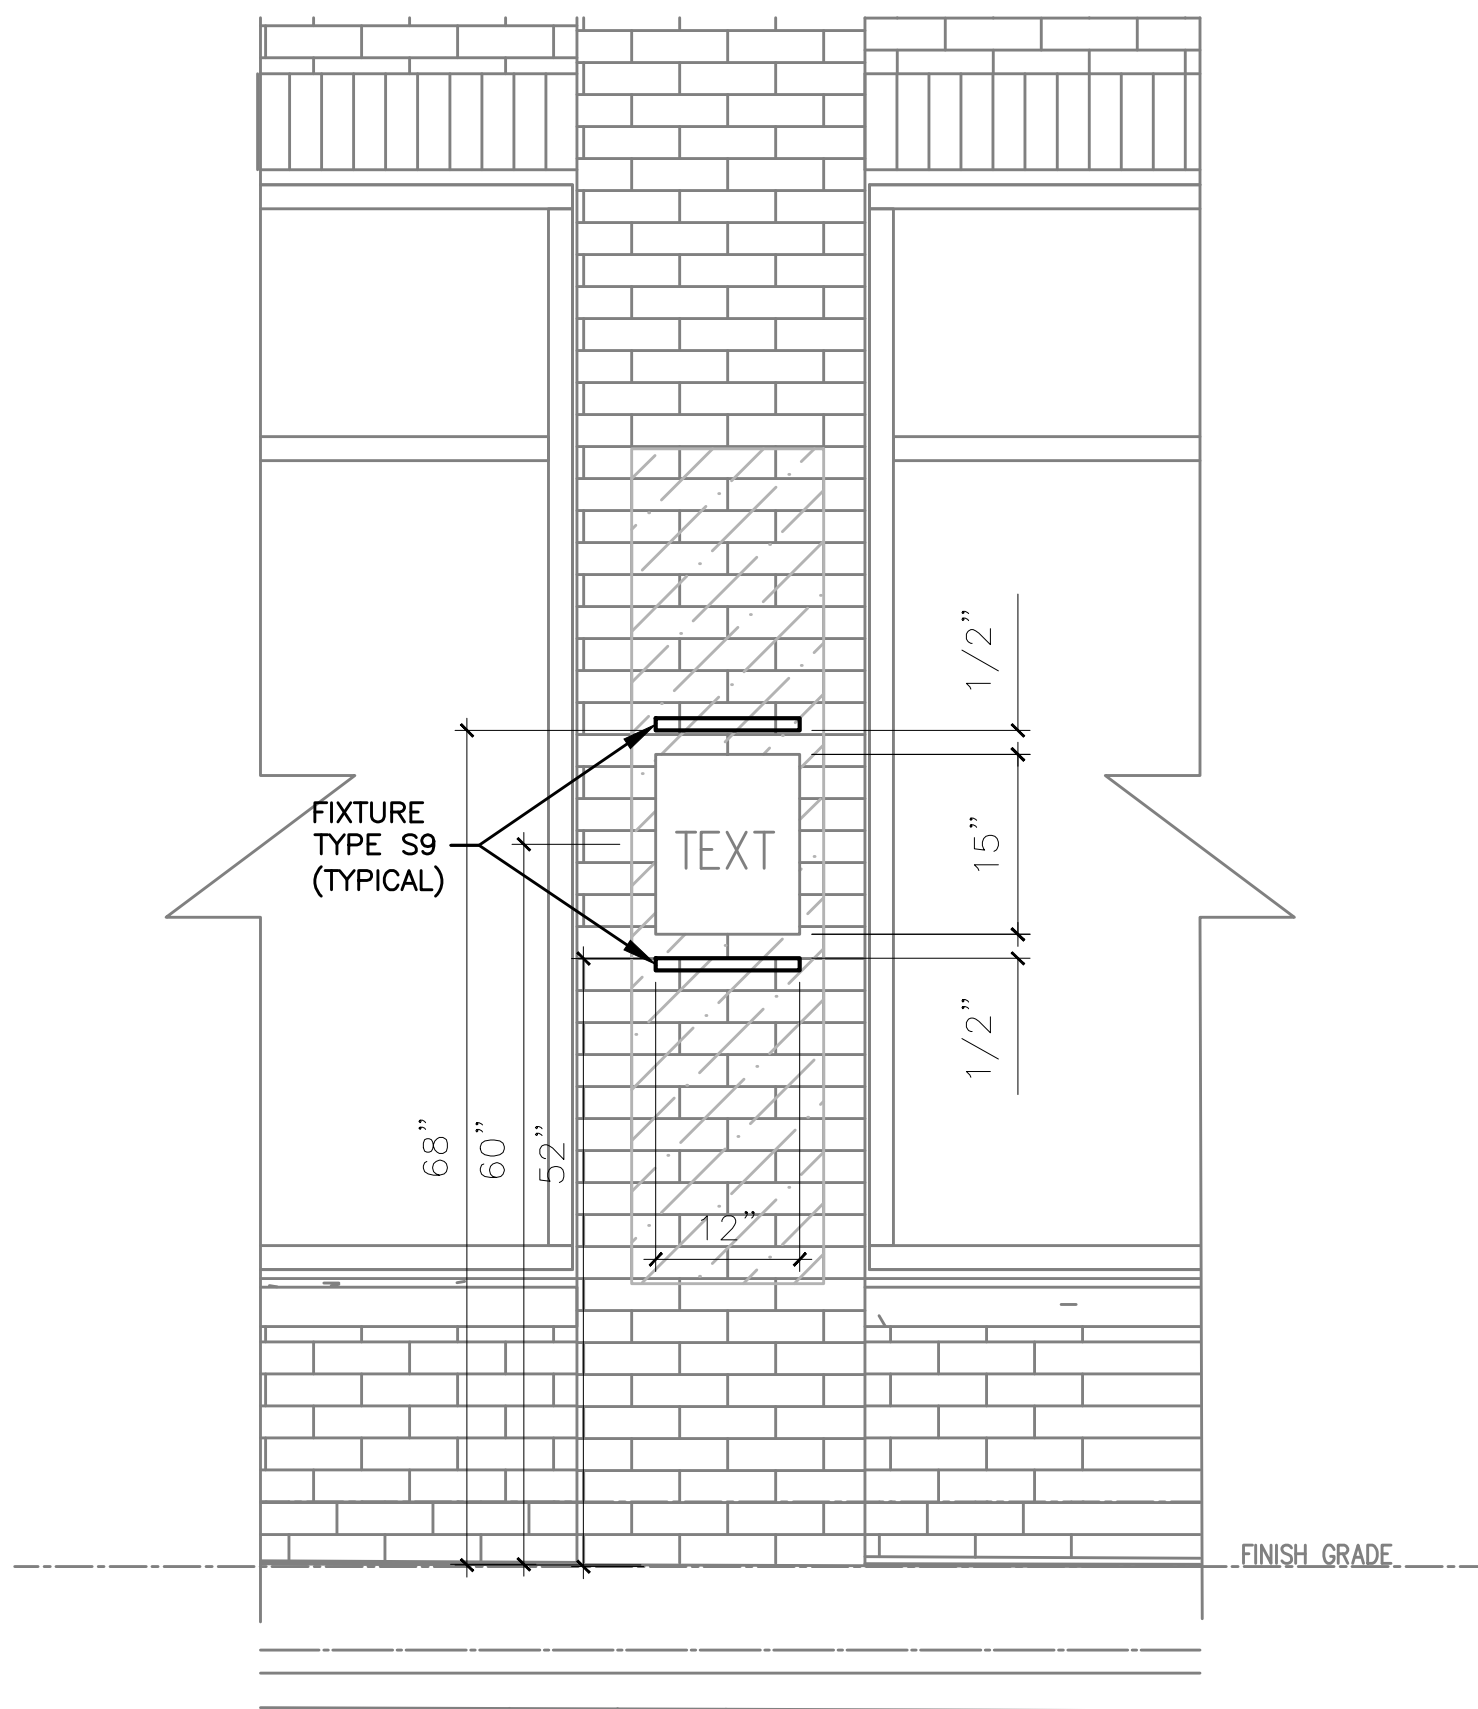 1/2"
FIXTURE
TYPE S9
(TYPICAL)
TEXT
15"
1/2"
68"
60"
52"
12"
FINISH GRADE